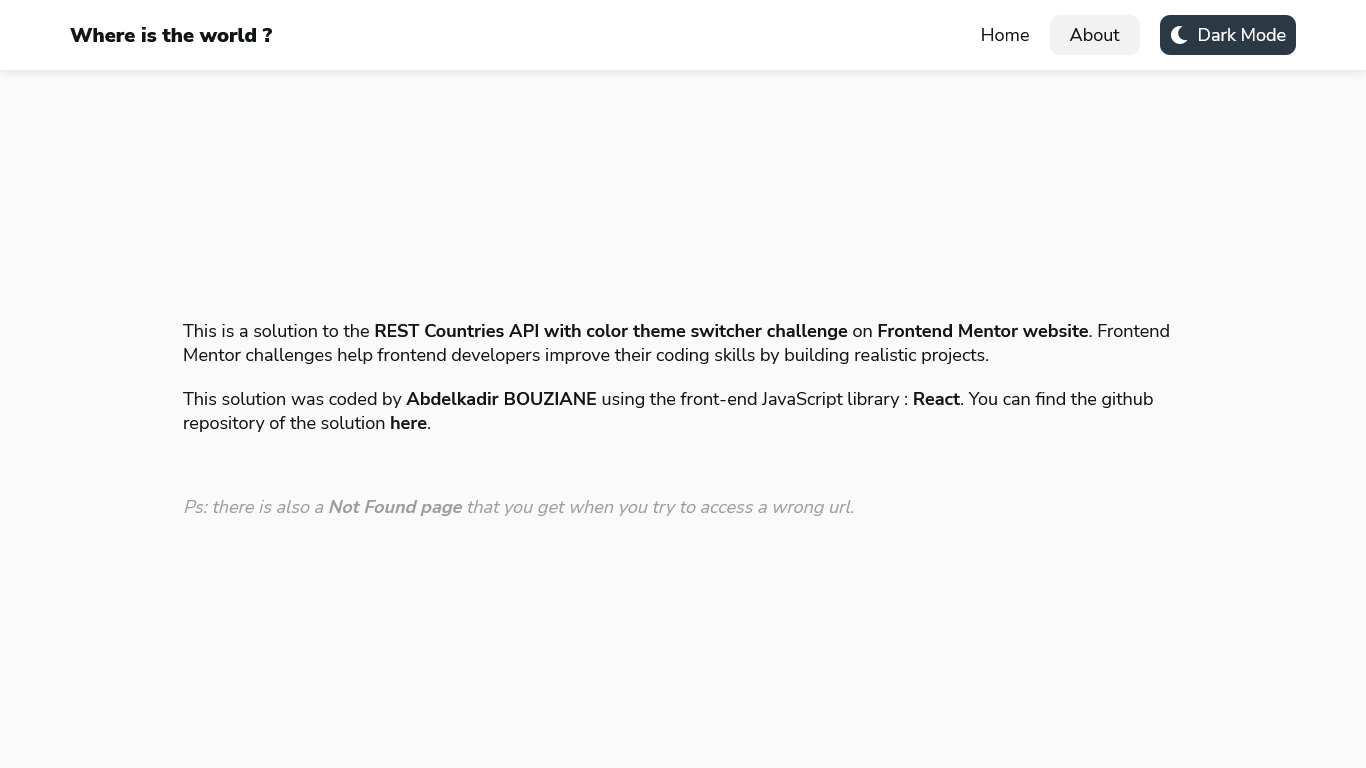 Where is the world ?
Home
About
Dark Mode
This is a solution to the REST Countries API with color theme switcher challenge on Frontend Mentor website. Frontend
Mentor challenges help frontend developers improve their coding skills by building realistic projects.
This solution was coded by Abdelkadir BOUZIANE using the front-end JavaScript library : React. You can find the github
repository of the solution here.
Ps: there is also a Not Found page that you get when you try to access a wrong url.